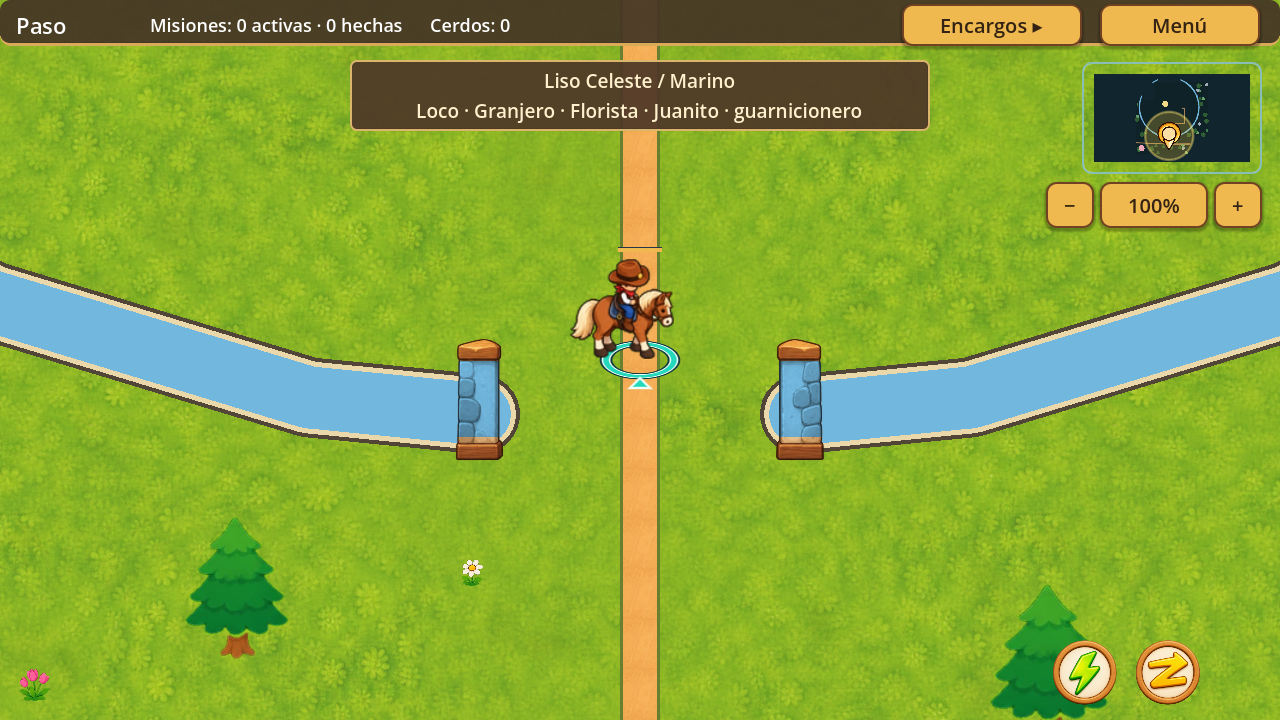 Paso
Misiones: 0 activas · 0 hechas
Cerdos: 0
Encargos ▸
Menú
Liso Celeste / Marino
Loco · Granjero · Florista · Juanito · guarnicionero
− 100% +